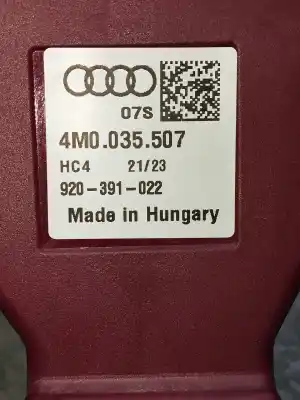 07S
4M0.035.507
HC4 21/23
920-391-022
Made in Hungary